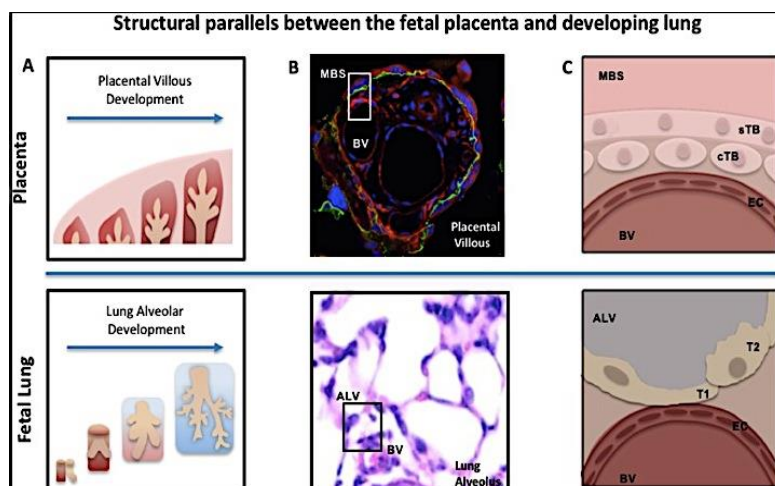 Structural parallels between the fetal placenta and developing lung
A
Placental Villous
Development
B
MBS
BV
Placental
Villous
C
MBS
sTB
cTB
EC
BV
Placenta
Lung Alveolar
Development
ALV
BV
Lung
Alveolus
ALV
T2
T1
EC
BV
Fetal Lung